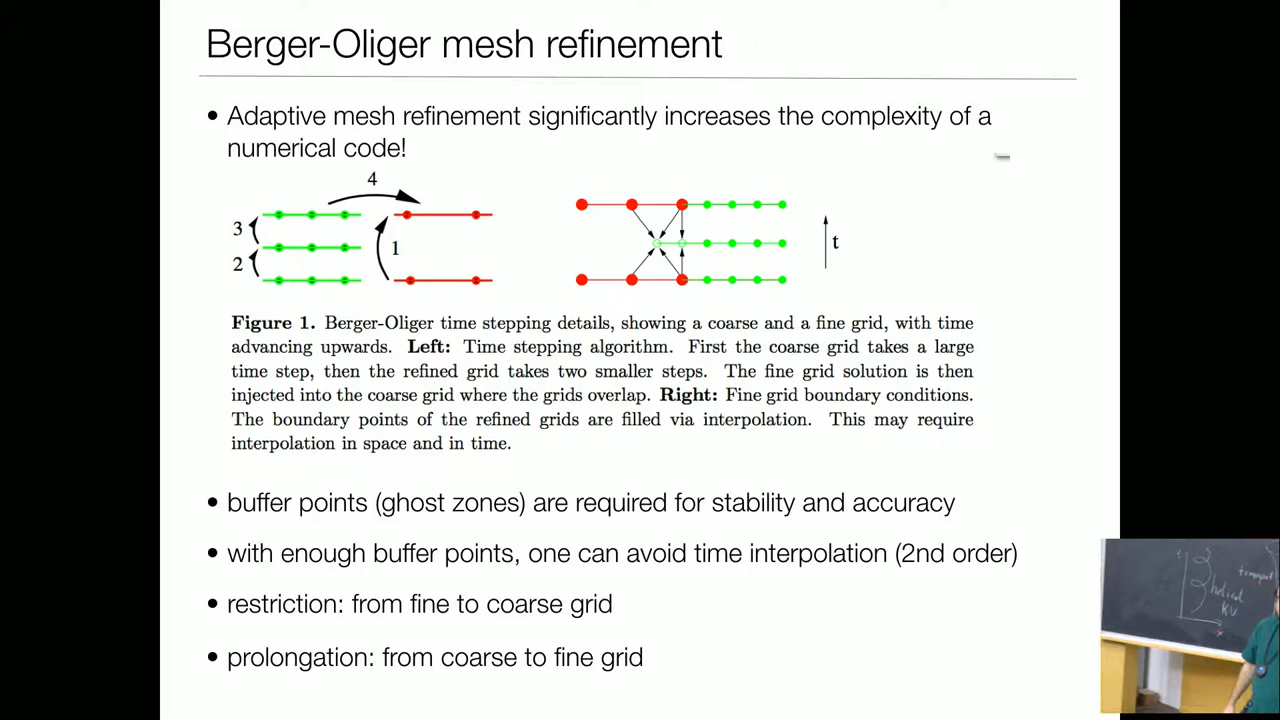 Berger-Oliger mesh refinement
• Adaptive mesh refinement significantly increases the complexity of a
numerical code!
4
3
2
1
t
Figure 1. Berger-Oliger time stepping details, showing a coarse and a fine grid, with time
advancing upwards. Left: Time stepping algorithm. First the coarse grid takes a large
time step, then the refined grid takes two smaller steps. The fine grid solution is then
injected into the coarse grid where the grids overlap. Right: Fine grid boundary conditions.
The boundary points of the refined grids are filled via interpolation. This may require
interpolation in space and in time.
• buffer points (ghost zones) are required for stability and accuracy
• with enough buffer points, one can avoid time interpolation (2nd order)
• restriction: from fine to coarse grid
• prolongation: from coarse to fine grid
helical